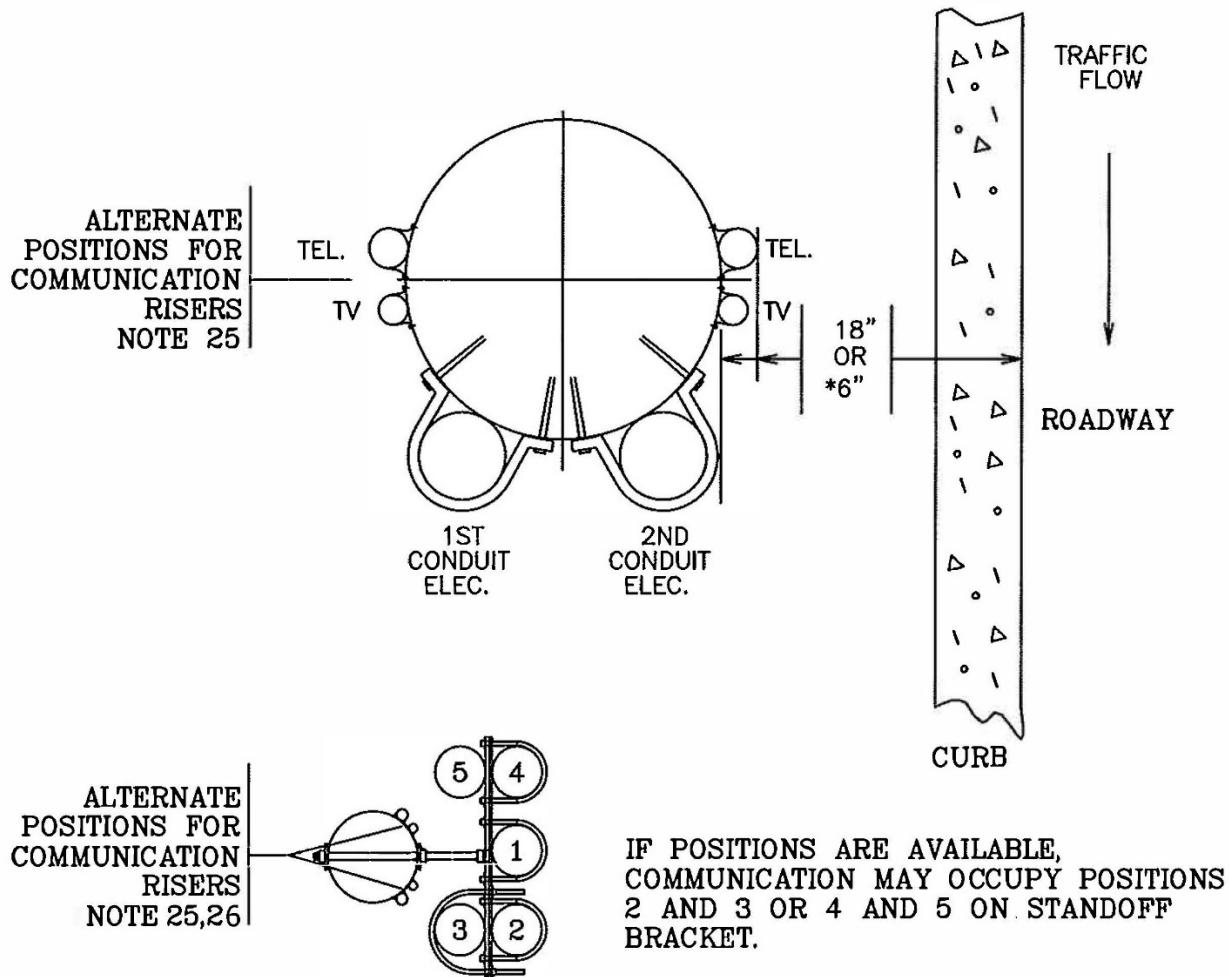 TRAFFIC
FLOW
ALTERNATE
POSITIONS FOR
COMMUNICATION
RISERS
NOTE 25
TEL.
TV
TEL.
TV
18"
OR
*6"
ROADWAY
1ST
CONDUIT
ELEC.
2ND
CONDUIT
ELEC.
CURB
ALTERNATE
POSITIONS FOR
COMMUNICATION
RISERS
NOTE 25,26
5
4
1
3
2
IF POSITIONS ARE AVAILABLE,
COMMUNICATION MAY OCCUPY POSITIONS
2 AND 3 OR 4 AND 5 ON STANDOFF
BRACKET.